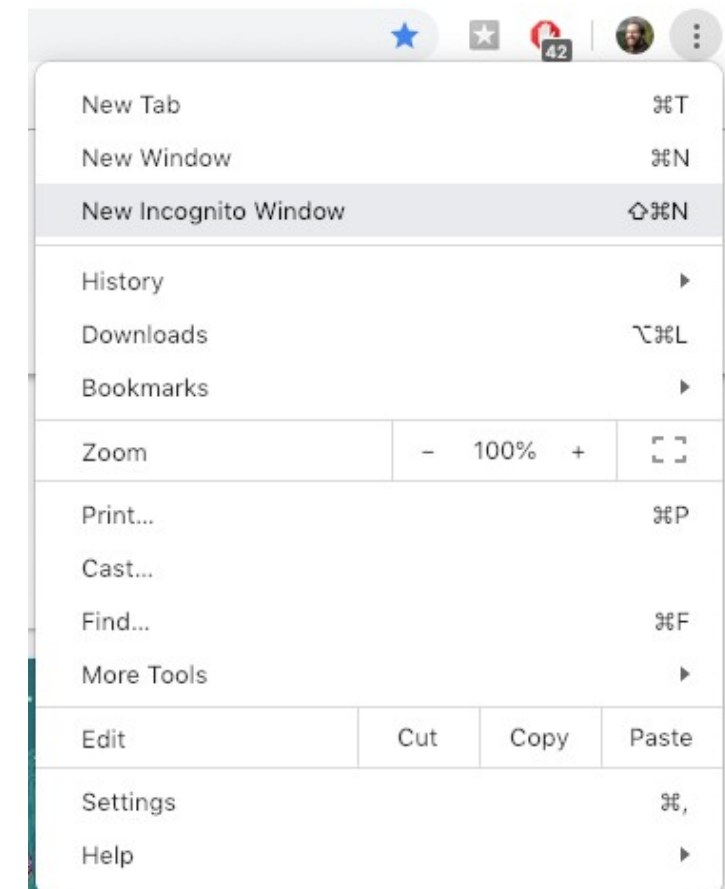 42
New Tab ⌘T
New Window ⌘N
New Incognito Window ⇧⌘N
History
Downloads ⌥⌘L
Bookmarks
Zoom - 100% +
Print... ⌘P
Cast...
Find... ⌘F
More Tools
Edit Cut Copy Paste
Settings ⌘,
Help